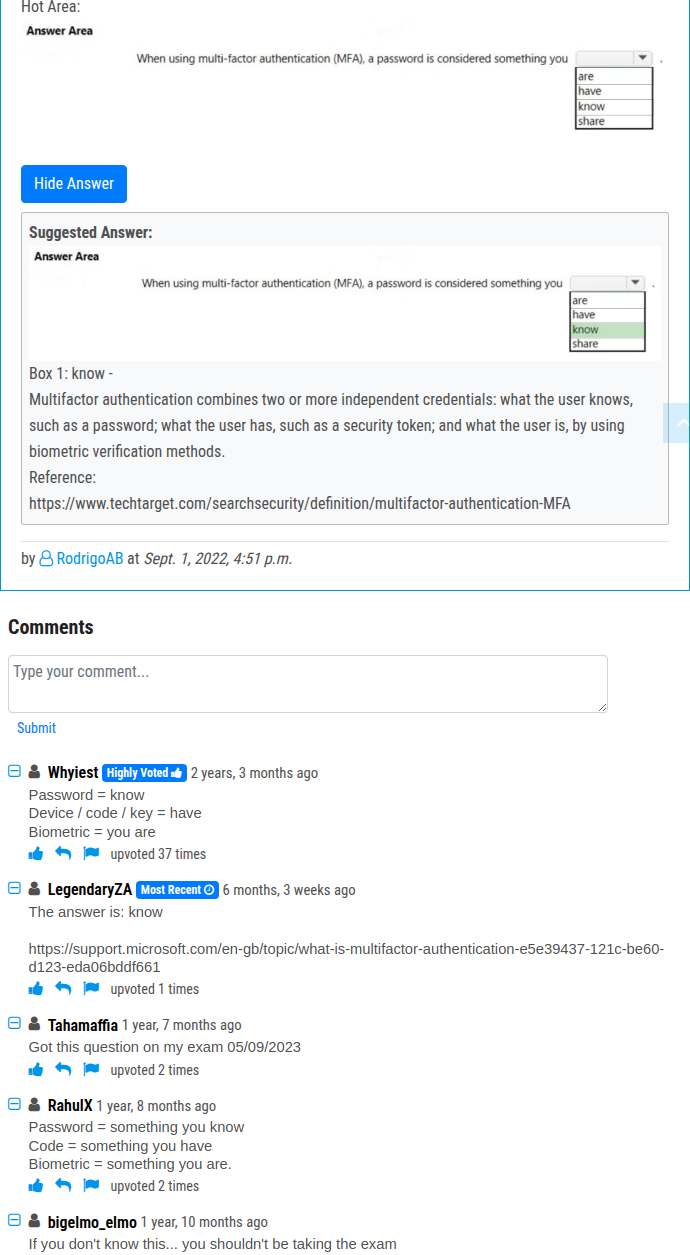 Hot Area:
Answer Area
When using multi-factor authentication (MFA), a password is considered something you .
are
have
know
share
Hide Answer
Suggested Answer:
Answer Area
When using multi-factor authentication (MFA), a password is considered something you .
are
have
know
share
Box 1: know -
Multifactor authentication combines two or more independent credentials: what the user knows,
such as a password; what the user has, such as a security token; and what the user is, by using
biometric verification methods.
Reference:
https://www.techtarget.com/searchsecurity/definition/multifactor-authentication-MFA
by RodrigoAB at Sept. 1, 2022, 4:51 p.m.
Comments
Type your comment...
Submit
Whyiest Highly Voted 2 years, 3 months ago
Password = know
Device / code / key = have
Biometric = you are
upvoted 37 times
LegendaryZA Most Recent 6 months, 3 weeks ago
The answer is: know
https://support.microsoft.com/en-gb/topic/what-is-multifactor-authentication-e5e39437-121c-be60-
d123-eda06bddf661
upvoted 1 times
Tahamaffia 1 year, 7 months ago
Got this question on my exam 05/09/2023
upvoted 2 times
RahulX 1 year, 8 months ago
Password = something you know
Code = something you have
Biometric = something you are.
upvoted 2 times
bigelmo_elmo 1 year, 10 months ago
If you don't know this... you shouldn't be taking the exam